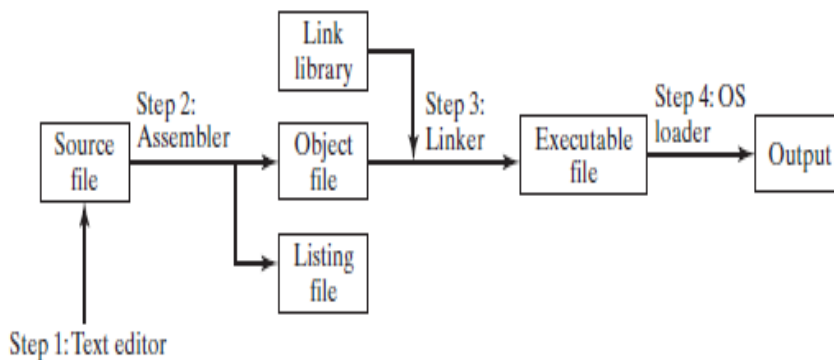 Link
library
Step 2:
Assembler
Step 3:
Linker
Step 4: OS
loader
Source
file
Object
file
Executable
file
Output
Listing
file
Step 1: Text editor